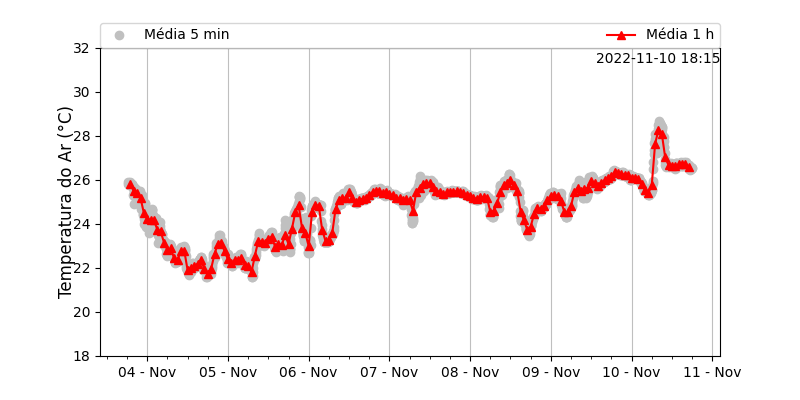 Média 5 min
Média 1 h
2022-11-10 18:15
Temperatura do Ar (°C)
32
30
28
26
24
22
20
18
04 - Nov
05 - Nov
06 - Nov
07 - Nov
08 - Nov
09 - Nov
10 - Nov
11 - Nov